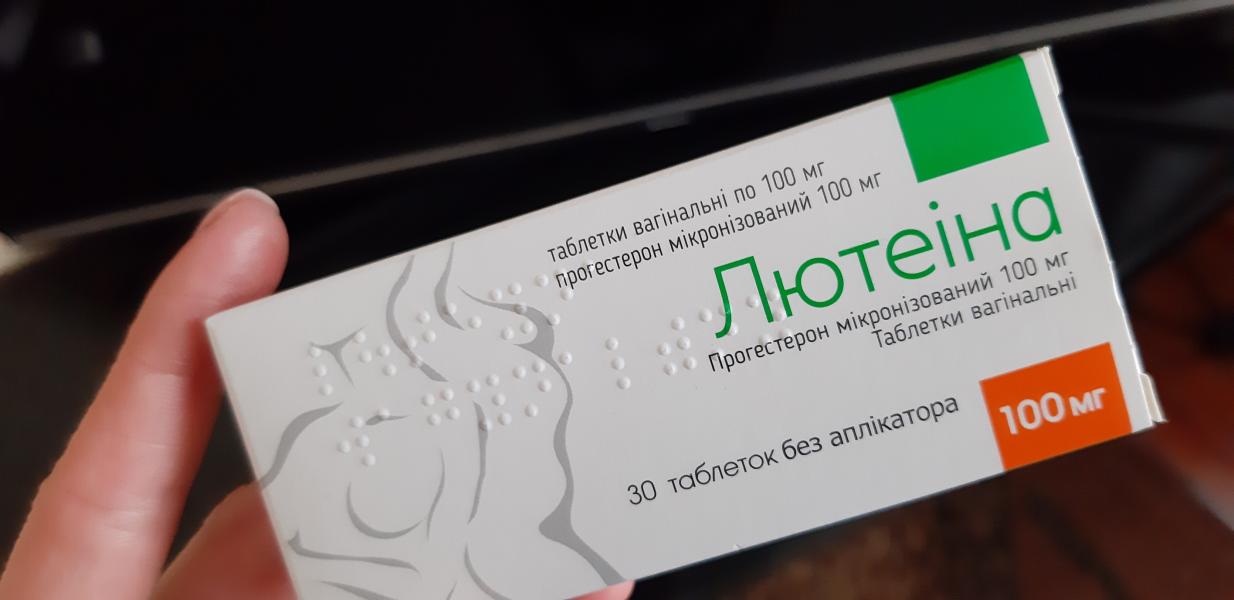 таблетки вагінальні по 100 мг
прогестерон мікронізований 100 мг
Лютеїна
Прогестерон мікронізований 100 мг
Таблетки вагінальні
30 таблеток без аплікатора
100 мг